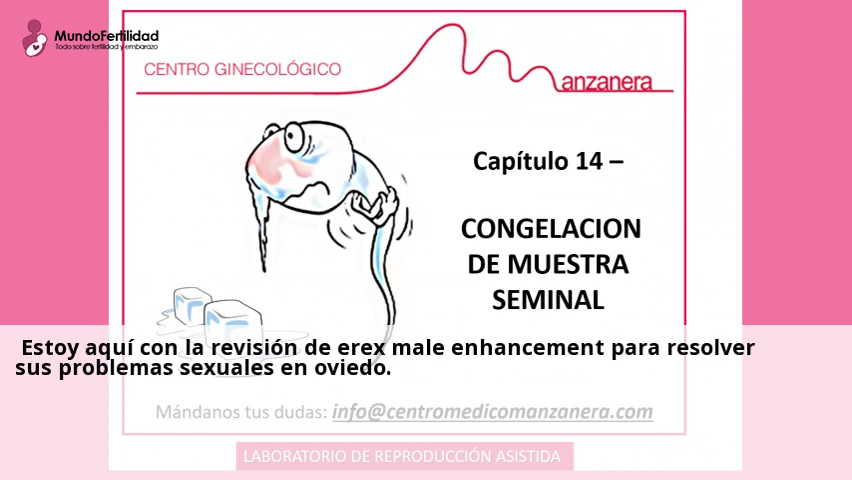 MundoFertilidad
Todo sobre fertilidad y embarazo
CENTRO GINECOLÓGICO
anzanera
Capítulo 14 –
CONGELACION
DE MUESTRA
SEMINAL
Estoy aquí con la revisión de erex male enhancement para resolver
sus problemas sexuales en oviedo.
Mándanos tus dudas: info@centromedicomanzanera.com
LABORATORIO DE REPRODUCCIÓN ASISTIDA